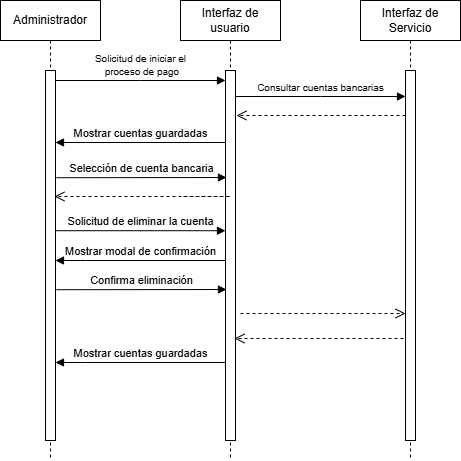 Administrador
Interfaz de
usuario
Interfaz de
Servicio
Solicitud de iniciar el
proceso de pago
Consultar cuentas bancarias
Mostrar cuentas guardadas
Selección de cuenta bancaria
Solicitud de eliminar la cuenta
Mostrar modal de confirmación
Confirma eliminación
Mostrar cuentas guardadas